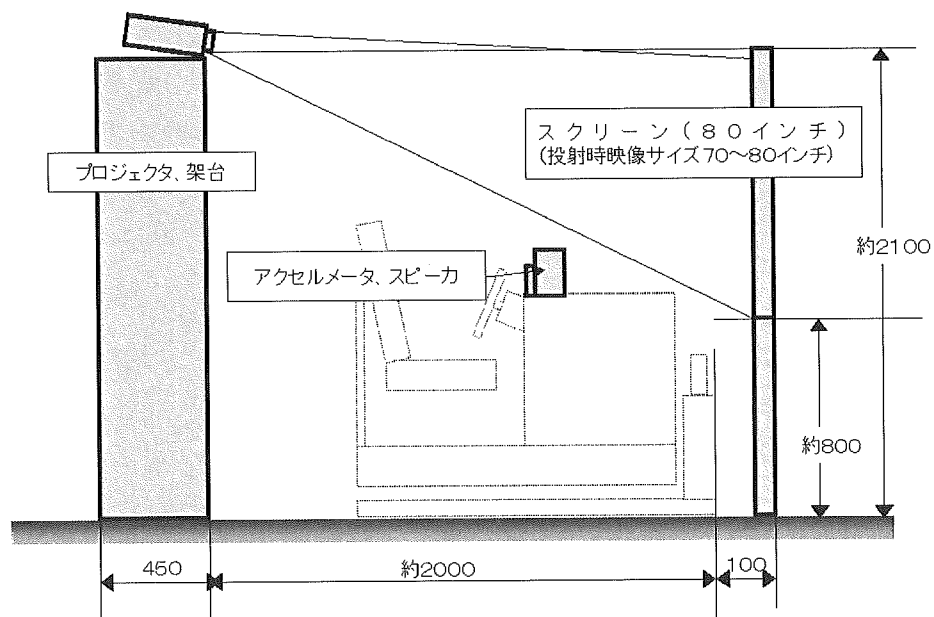 スクリーン(80インチ)
(投射時映像サイズ70～80インチ)
プロジェクタ、架台
約2100
アクセルメータ、スピーカ
約800
450
約2000
100